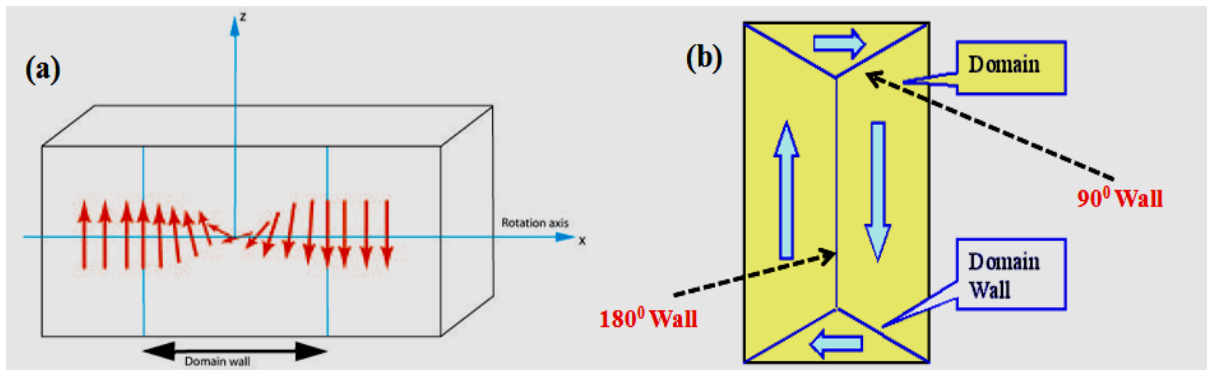 (a)
z
Rotation axis
x
Domain wall
(b)
Domain
90⁰ Wall
Domain
Wall
180⁰ Wall